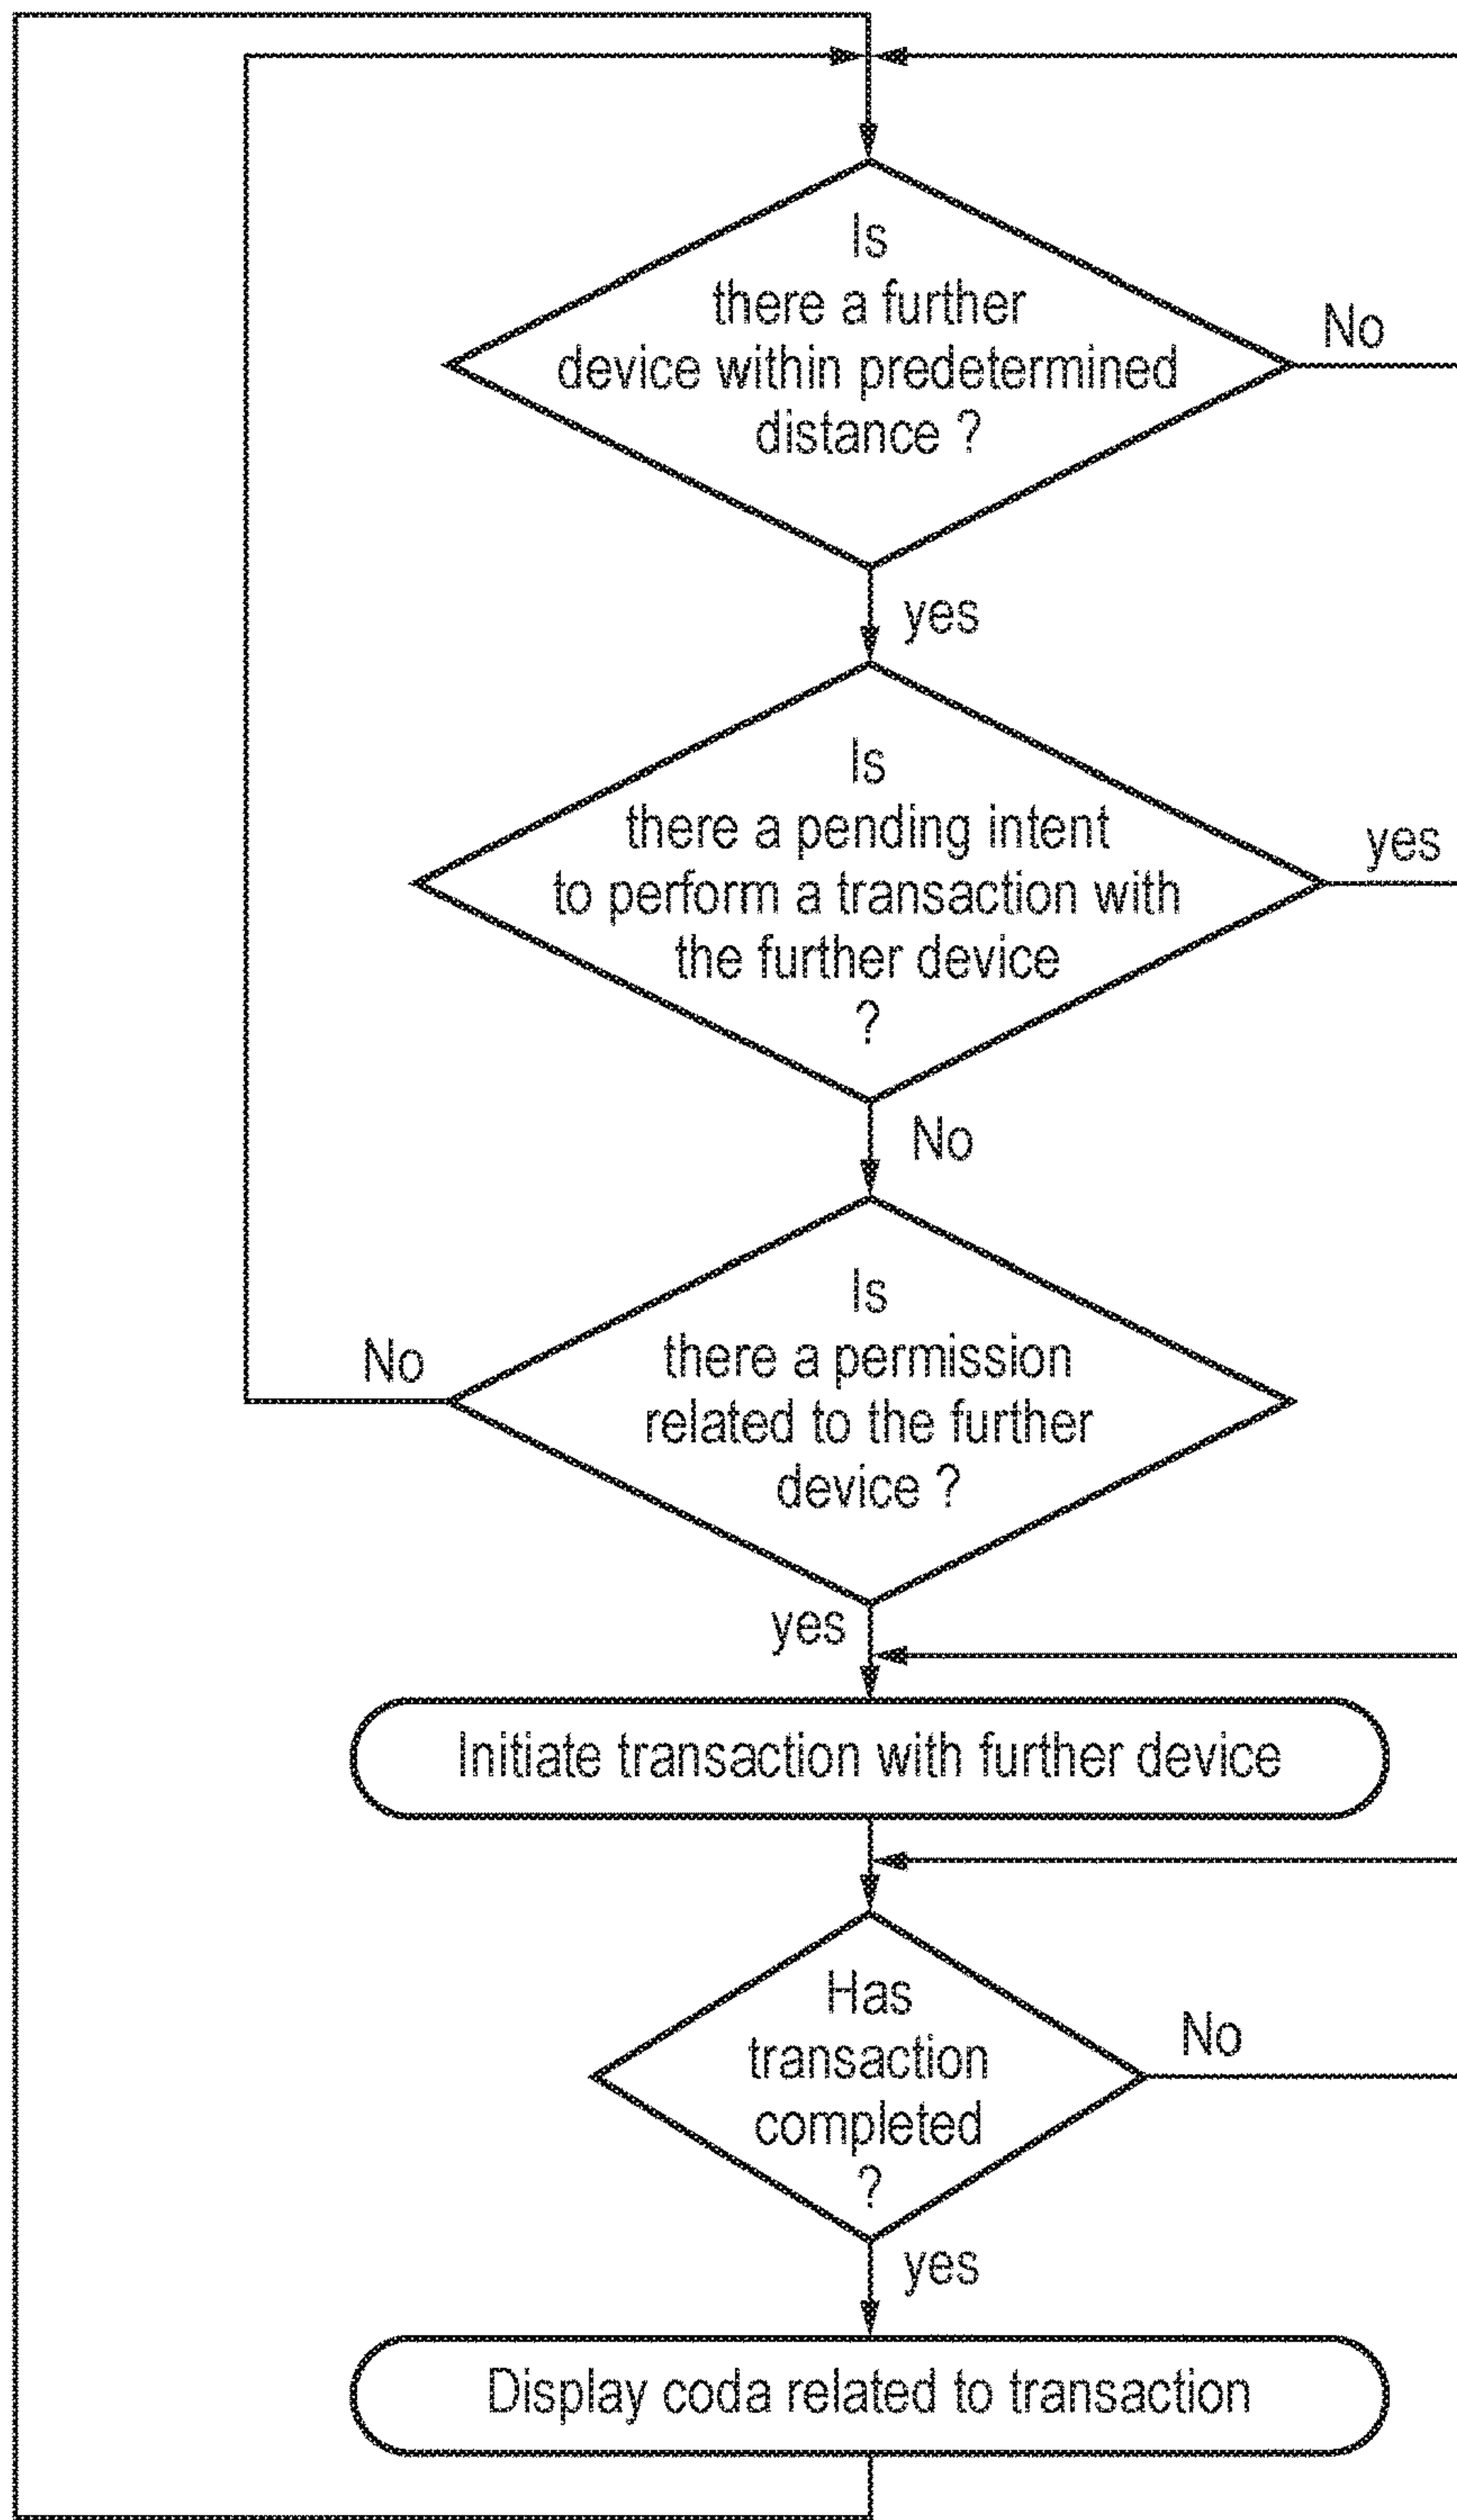 Is
there a further
device within predetermined
distance ?
No
yes
Is
there a pending intent
to perform a transaction with
the further device
?
yes
No
Is
there a permission
related to the further
device ?
No
yes
Initiate transaction with further device
Has
transaction
completed
?
No
yes
Display coda related to transaction